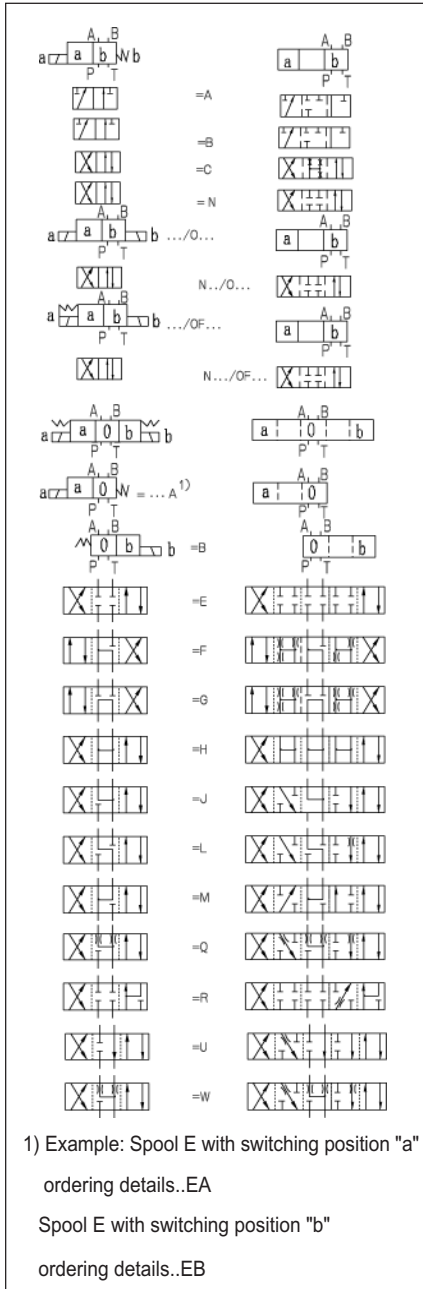 A B A B
a a b b a b
P T P T
=A
=B
=C
= N
A B A B
a a b b .../O... a b
P T P T
N.../O...
A B A B
a a b b .../OF... a b
P T P T
N.../OF...
A B A B
a a 0 b b a 0 b
P T P T
A B A B
a a 0 = ... A 1) a 0
P T P T
A B A B
0 b b =B 0 b
P T P T
=E
=F
=G
=H
=J
=L
=M
=Q
=R
=U
=W
1) Example: Spool E with switching position "a"
ordering details..EA
Spool E with switching position "b"
ordering details..EB